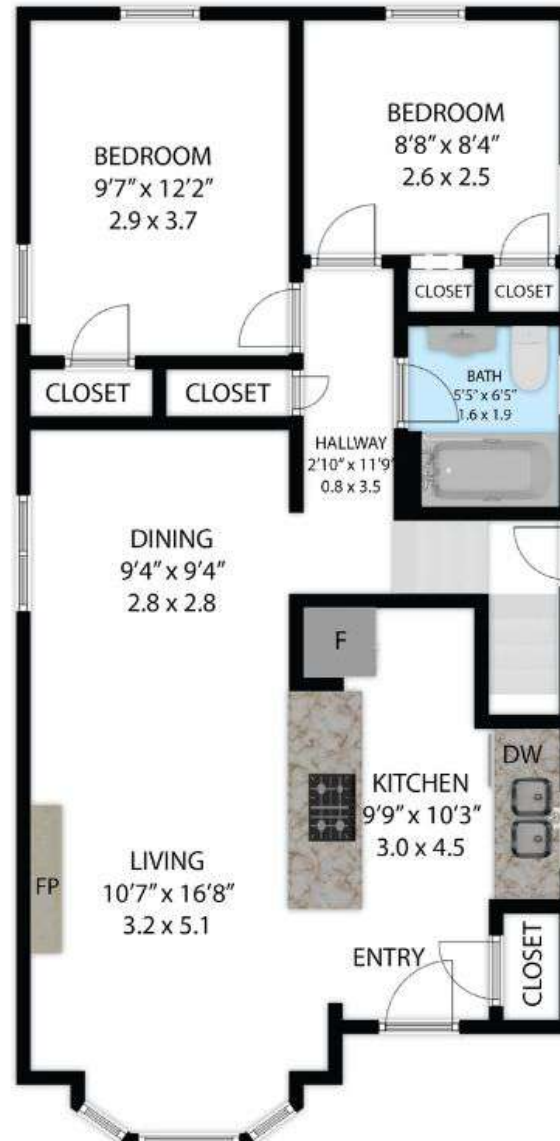 BEDROOM
9'7" x 12'2"
2.9 x 3.7
BEDROOM
8'8" x 8'4"
2.6 x 2.5
CLOSET
CLOSET
CLOSET
CLOSET
BATH
5'5" x 6'5"
1.6 x 1.9
HALLWAY
2'10" x 11'9"
0.8 x 3.5
DINING
9'4" x 9'4"
2.8 x 2.8
F
DW
KITCHEN
9'9" x 10'3"
3.0 x 4.5
FP
LIVING
10'7" x 16'8"
3.2 x 5.1
ENTRY
CLOSET